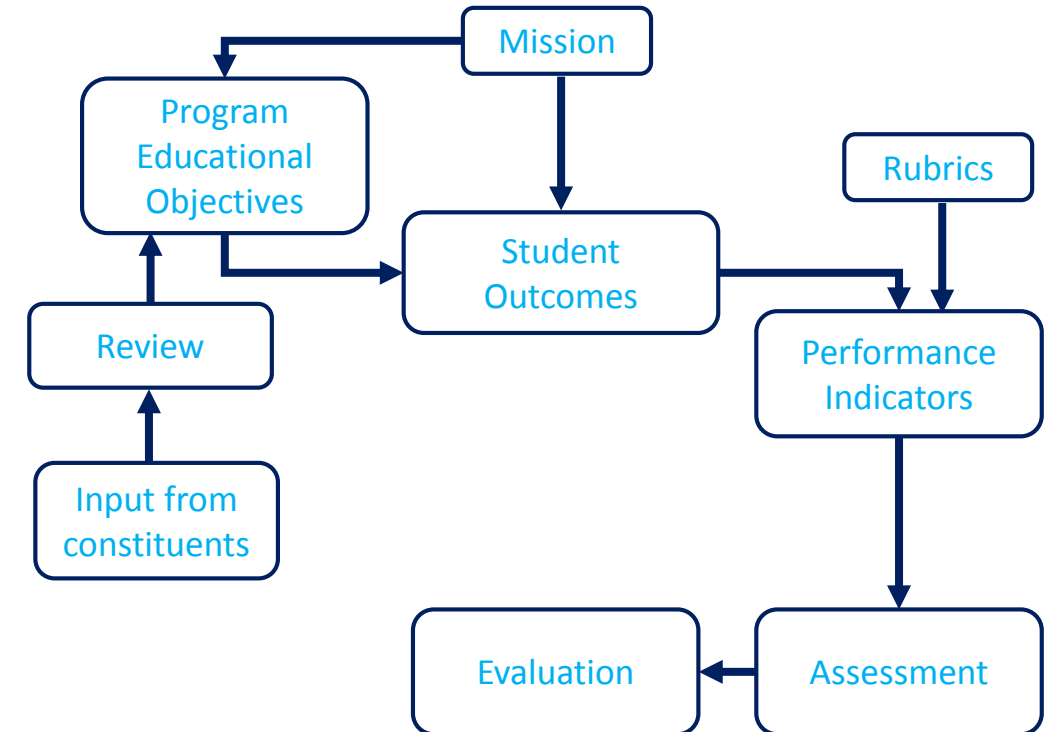 Mission
Program
Educational
Objectives
Rubrics
Student
Outcomes
Review
Performance
Indicators
Input from
constituents
Evaluation
Assessment